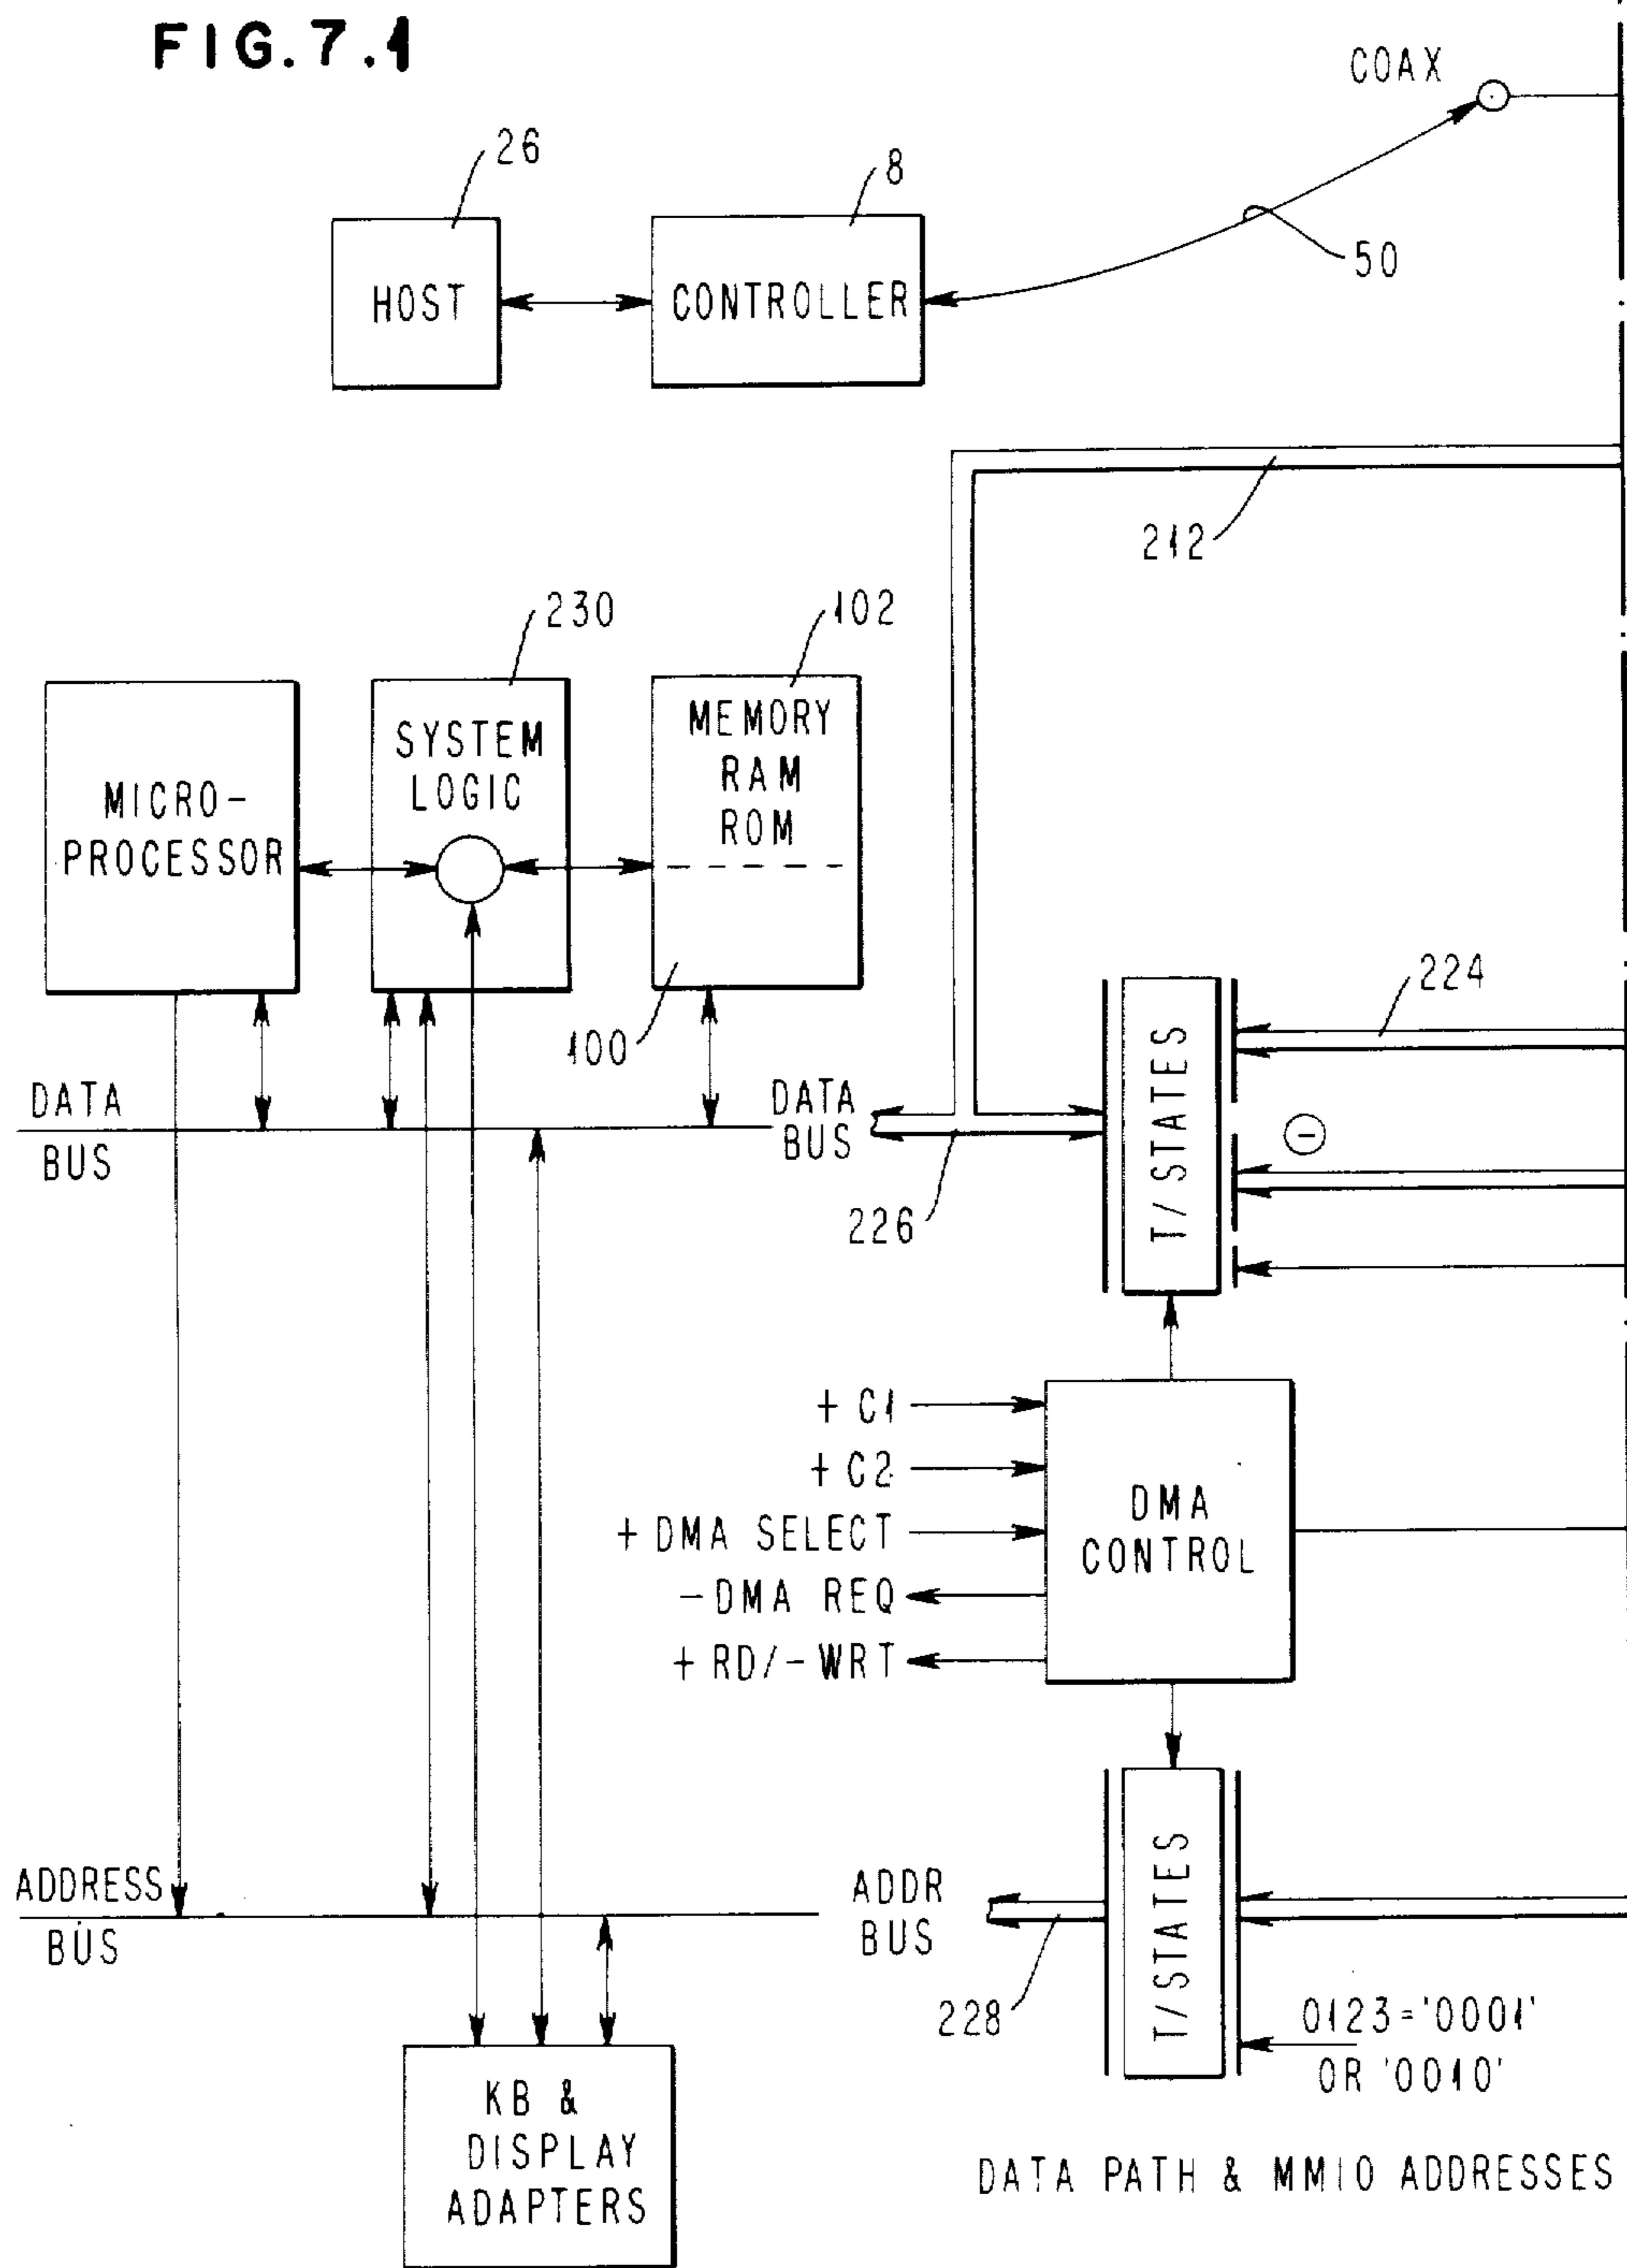 FIG. 7.1
COAX
26
8
50
HOST
CONTROLLER
212
230
102
MICRO-
PROCESSOR
SYSTEM
LOGIC
MEMORY
RAM
ROM
100
224
DATA
BUS
DATA
BUS
226
T/STATES
+ C1
+ C2
+ DMA SELECT
- DMA REQ
+ RD/- WRT
DMA
CONTROL
ADDRESS
BUS
ADDR
BUS
228
T/STATES
0123='0001'
OR '0010'
KB &
DISPLAY
ADAPTERS
DATA PATH & MMIO ADDRESSES